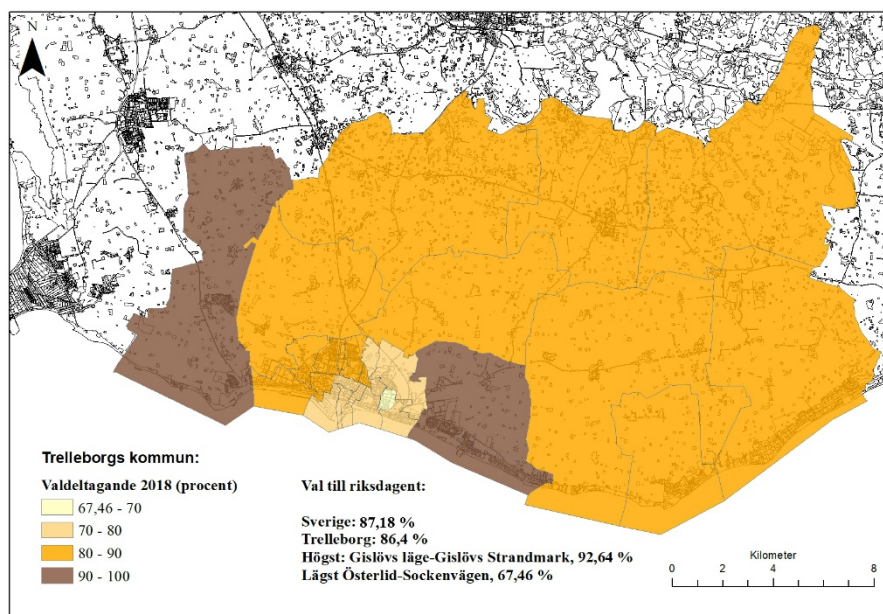 N
Trelleborgs kommun:
Valdeltagande 2018 (procent)
67,46 - 70
70 - 80
80 - 90
90 - 100
Val till riksdagent:
Sverige: 87,18 %
Trelleborg: 86,4 %
Högst: Gislövs läge-Gislövs Strandmark, 92,64 %
Lägst Österlid-Sockenvägen, 67,46 %
Kilometer
0 2 4 8